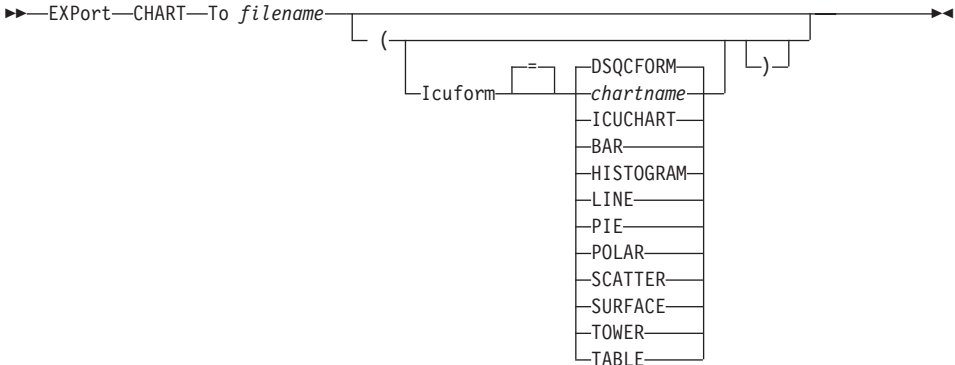 EXPort CHART To filename
(
=
DSQCFORM
)
Icuform
chartname
ICUCHART
BAR
HISTOGRAM
LINE
PIE
POLAR
SCATTER
SURFACE
TOWER
TABLE